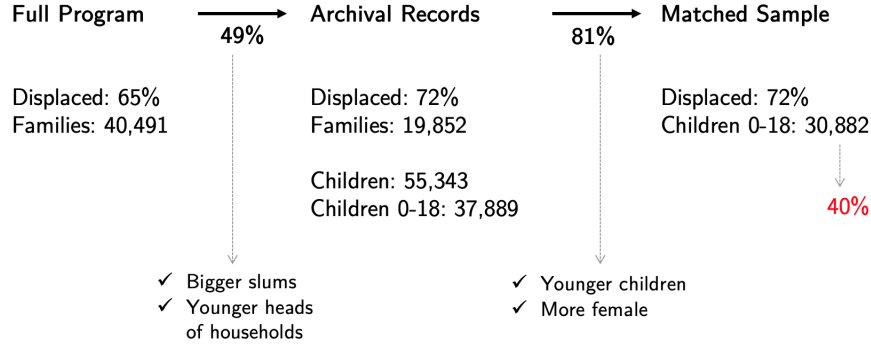 Full Program
49%
Archival Records
81%
Matched Sample
Displaced: 65%
Families: 40,491
Displaced: 72%
Families: 19,852
Children: 55,343
Children 0-18: 37,889
Displaced: 72%
Children 0-18: 30,882
40%
✓ Bigger slums
✓ Younger heads
of households
✓ Younger children
✓ More female